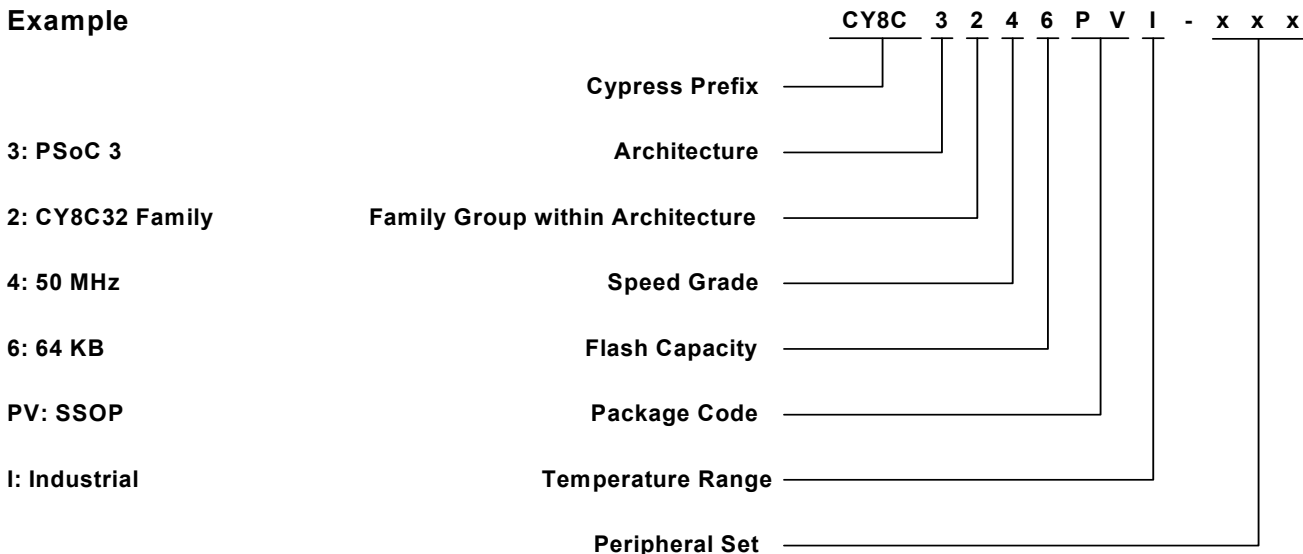 Example CY8C 3 2 4 6 P V I - x x x
Cypress Prefix
3: PSoC 3 Architecture
2: CY8C32 Family Family Group within Architecture
4: 50 MHz Speed Grade
6: 64 KB Flash Capacity
PV: SSOP Package Code
I: Industrial Temperature Range
Peripheral Set